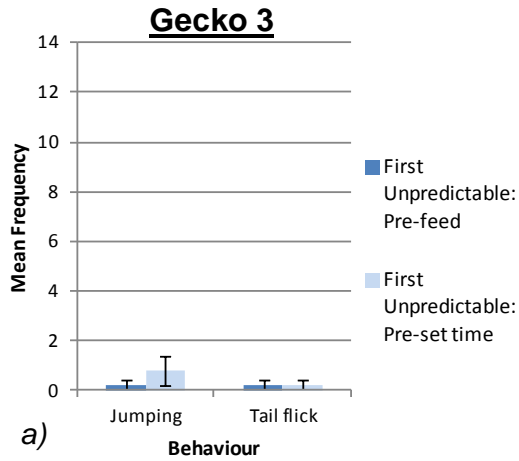 Gecko 3
14
12
10
8
6
4
2
0
Mean Frequency
Jumping
Tail flick
Behaviour
First
Unpredictable:
Pre-feed
First
Unpredictable:
Pre-set time
a)